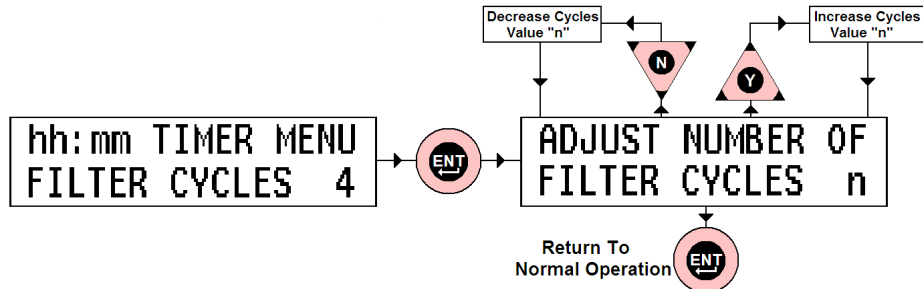 Decrease Cycles
Value "n"
Increase Cycles
Value "n"
N
Y
hh:mm TIMER MENU
FILTER CYCLES 4
ENT
ADJUST NUMBER OF
FILTER CYCLES n
Return To
Normal Operation
ENT